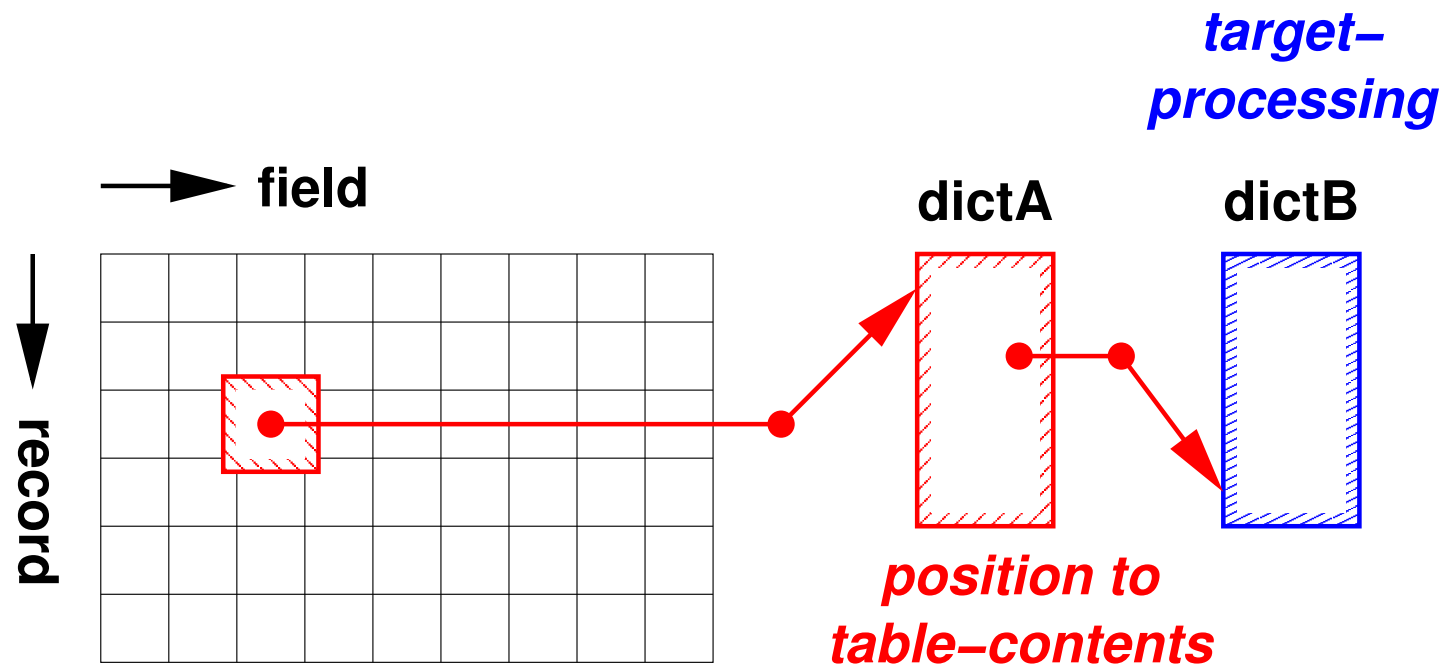 target–
processing
field
dictA
dictB
record
position to
table–contents